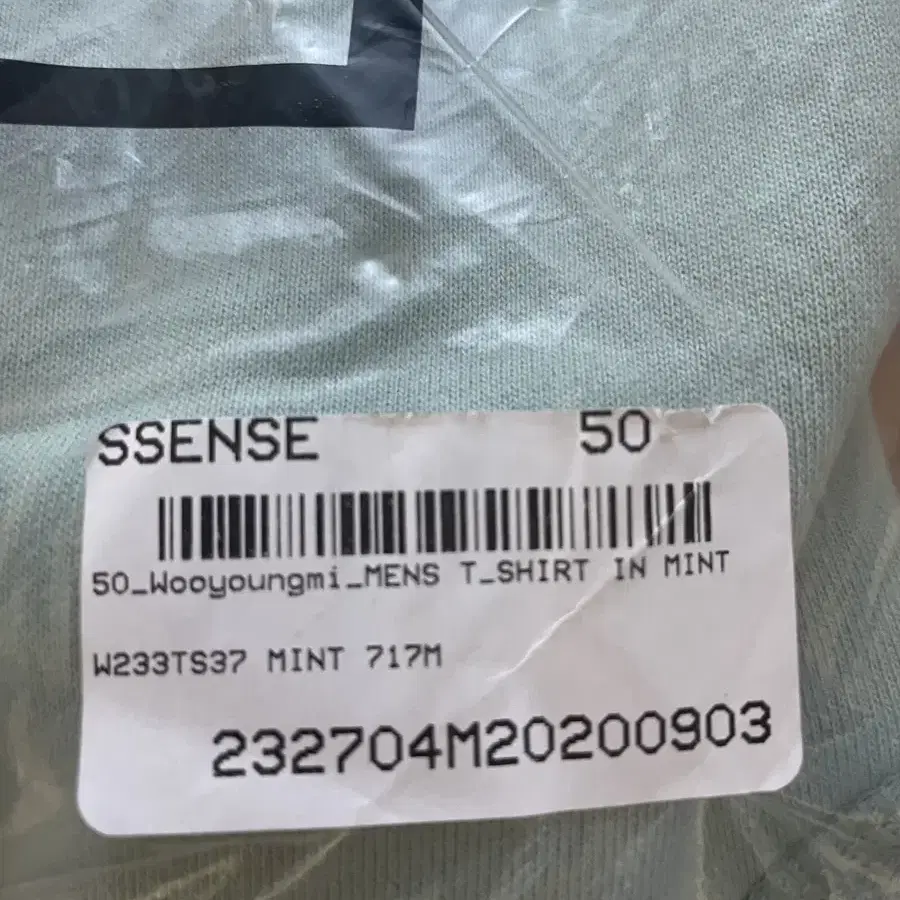 SSENSE 50
50_Wooyoungmi_MENS T_SHIRT IN MINT
W233TS37 MINT 717M
232704M20200903